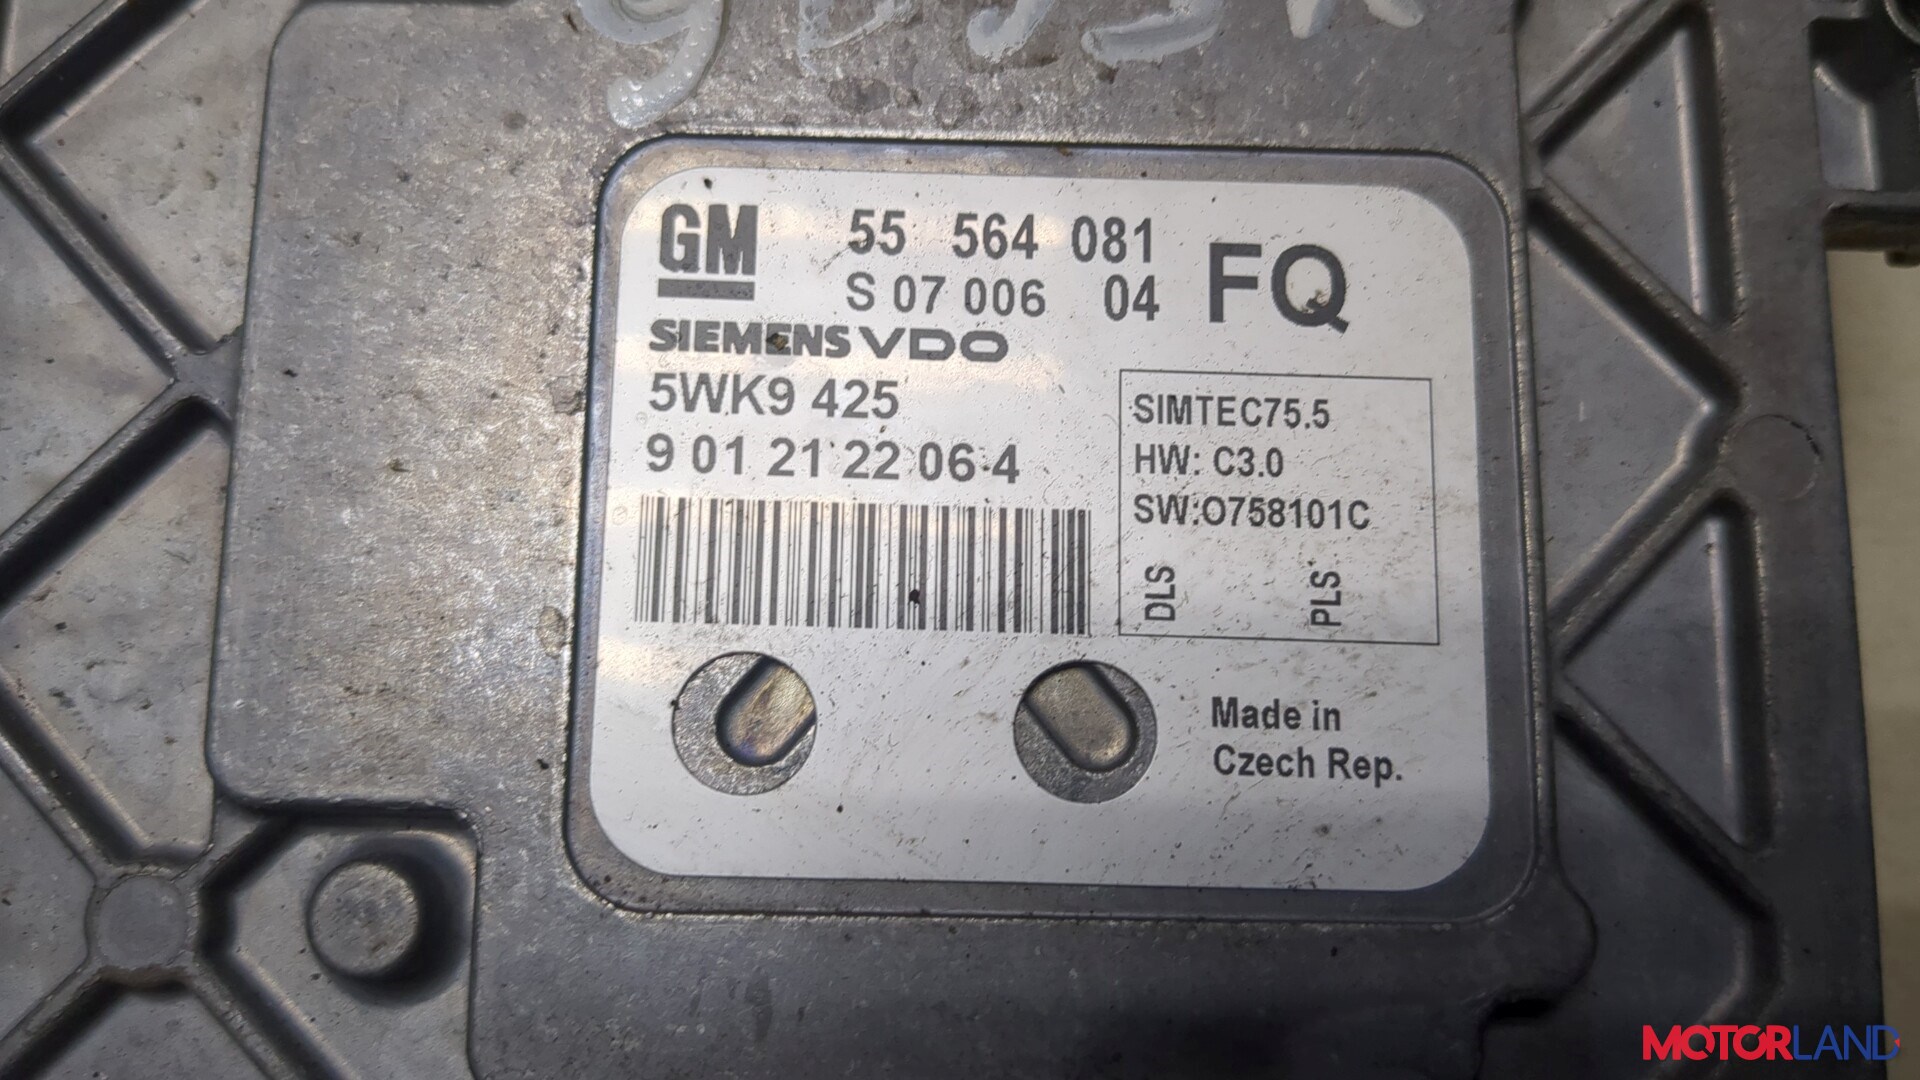 GM 55 564 081
S 07 006 04 FQ
SIEMENS VDO
5WK9 425
9 01 21 22 06-4
SIMTEC75.5
HW: C3.0
SW:O758101C
DLS
PLS
Made in
Czech Rep.
MOTORLAND